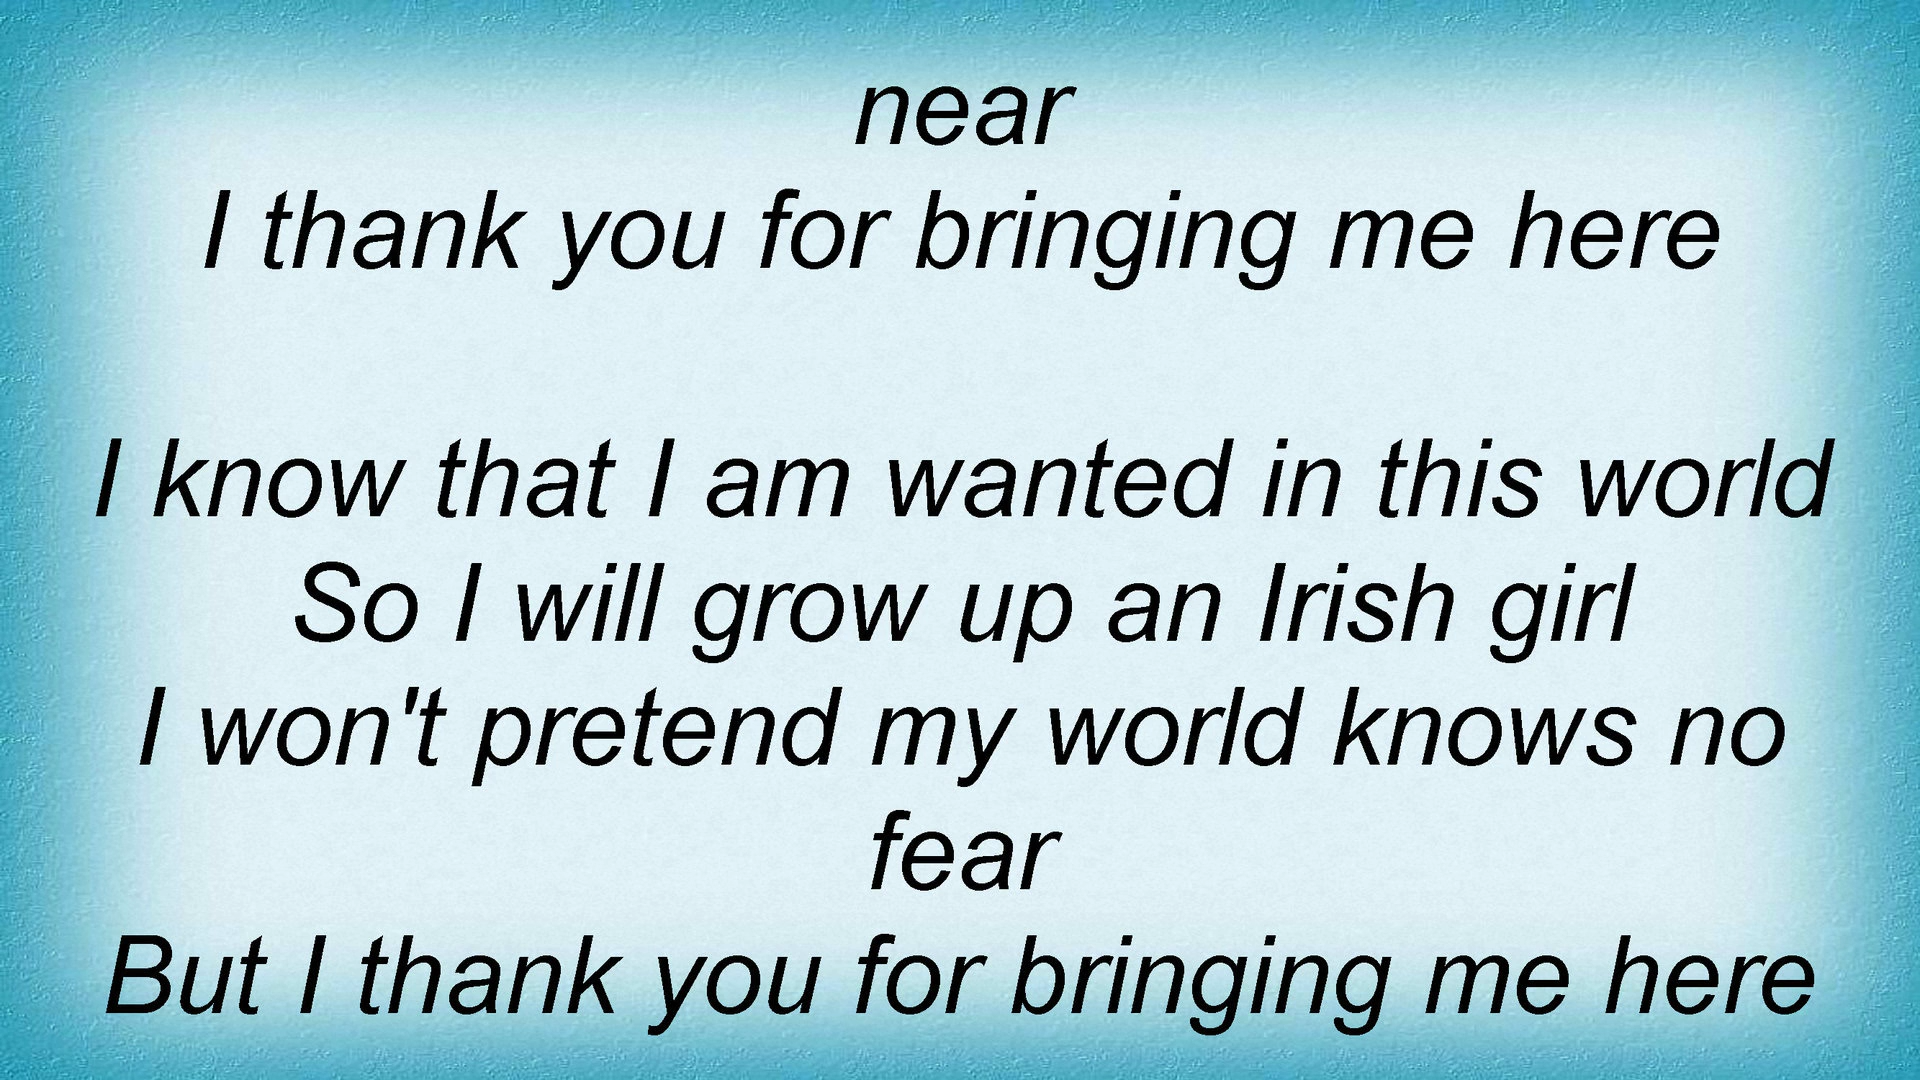 near
I thank you for bringing me here
I know that I am wanted in this world
So I will grow up an Irish girl
I won't pretend my world knows no
fear
But I thank you for bringing me here